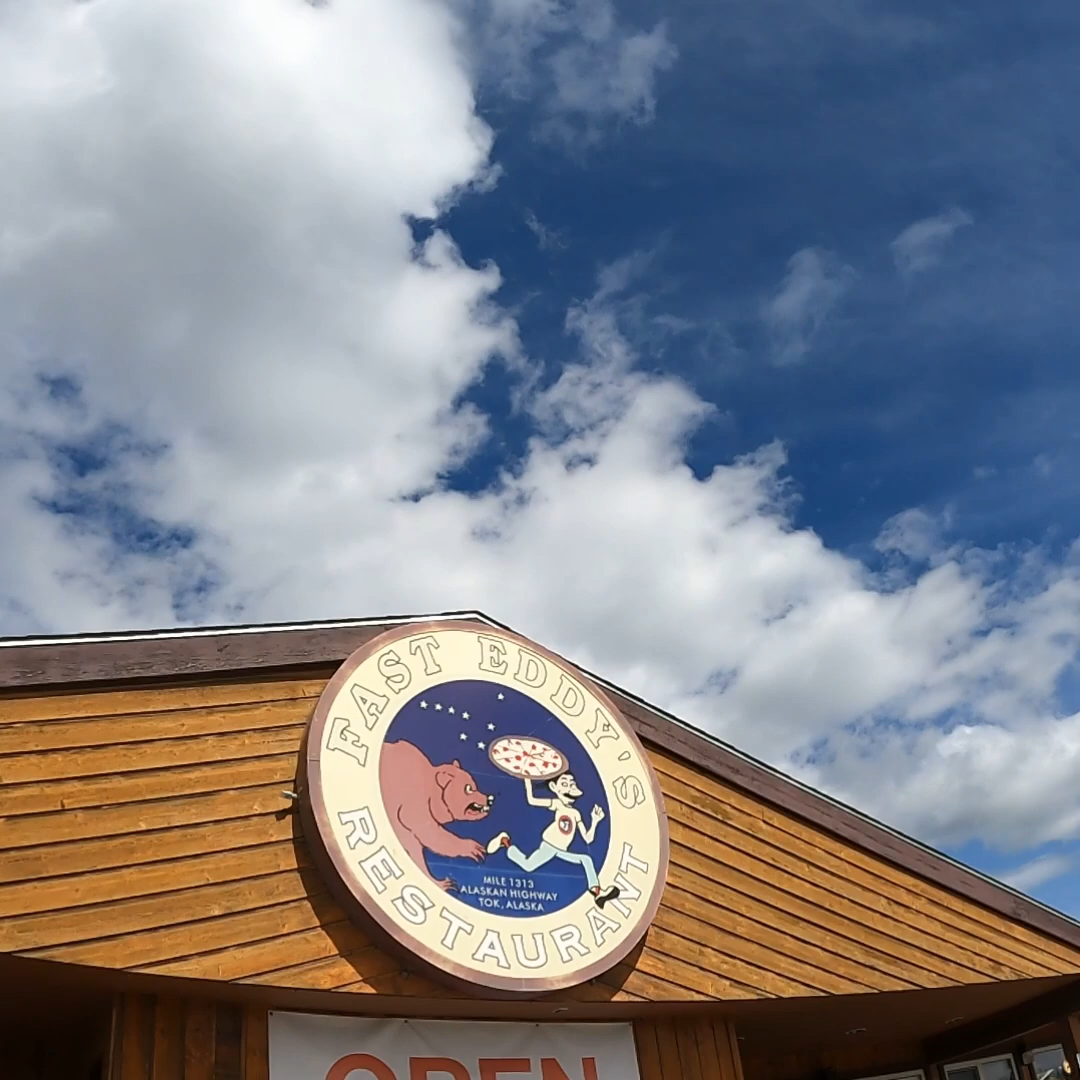 FAST EDDY'S
RESTAURANT
MILE 1313
ALASKAN HIGHWAY
TOK, ALASKA
OPEN